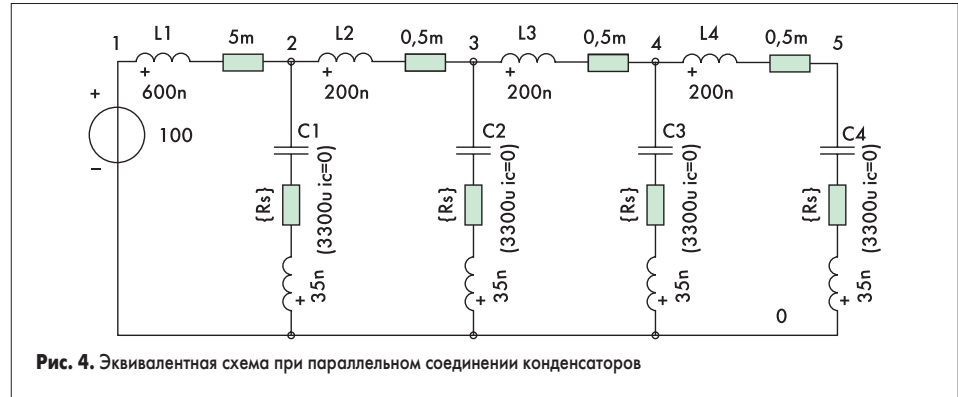 1 L1 5m 2 L2 0,5m 3 L3 0,5m 4 L4 0,5m 5
+ + + +
600n 200n 200n 200n
+
100
−
C1 C2 C3 C4
{Rs} (3300u ic=0) {Rs} (3300u ic=0) {Rs} (3300u ic=0) {Rs} (3300u ic=0)
+ 35n + 35n + 35n + 35n
0
Рис. 4. Эквивалентная схема при параллельном соединении конденсаторов